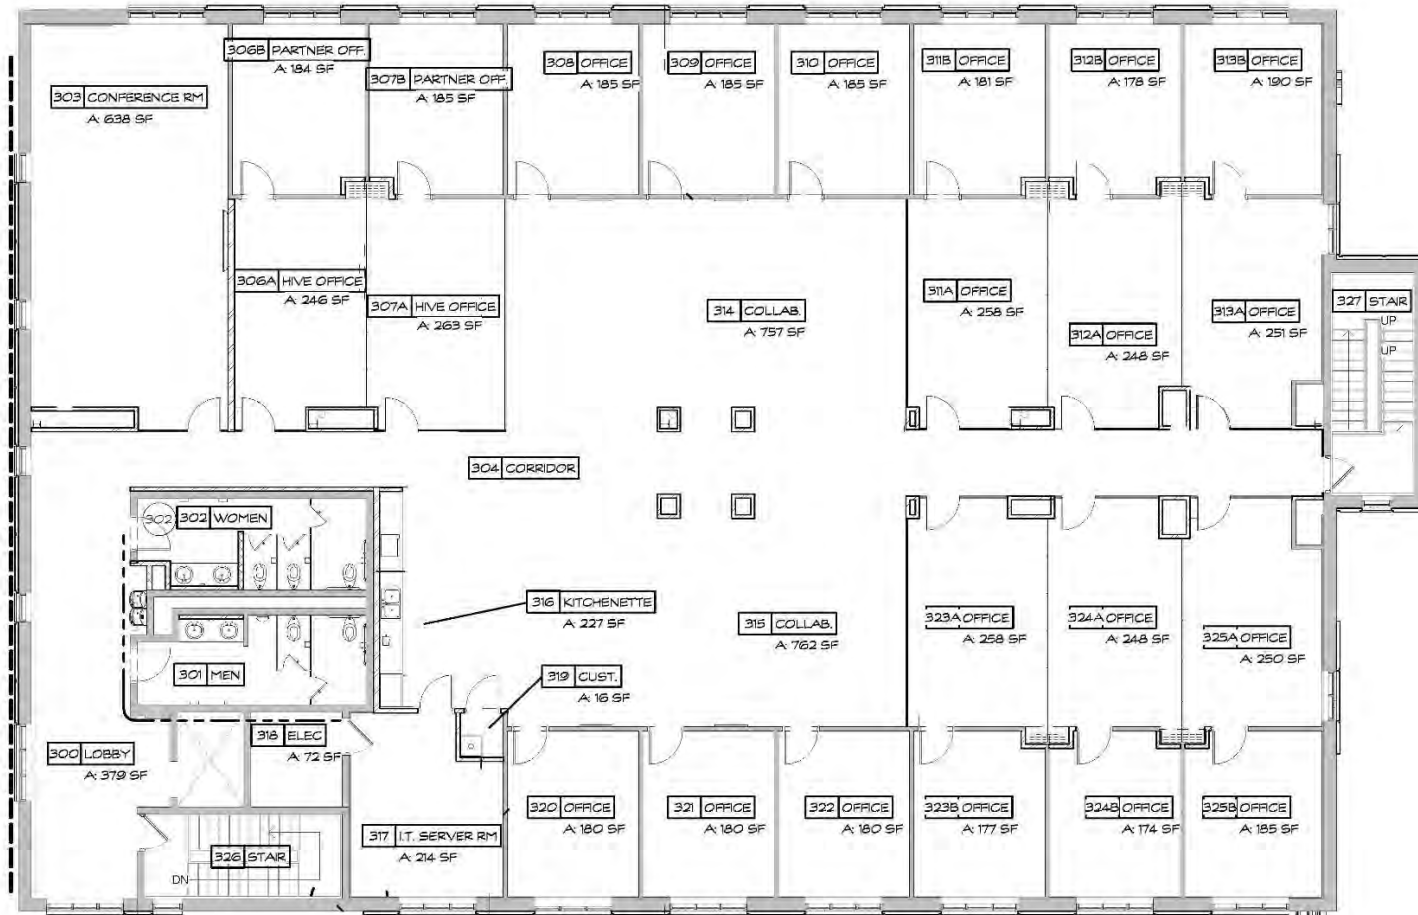 306B PARTNER OFF.
A: 184 SF
307B PARTNER OFF.
A: 185 SF
308 OFFICE
A: 185 SF
309 OFFICE
A: 185 SF
310 OFFICE
A: 185 SF
311B OFFICE
A: 181 SF
312B OFFICE
A: 178 SF
313B OFFICE
A: 190 SF
303 CONFERENCE RM
A: 638 SF
306A HIVE OFFICE
A: 246 SF
307A HIVE OFFICE
A: 263 SF
314 COLLAB.
A: 757 SF
311A OFFICE
A: 258 SF
312A OFFICE
A: 248 SF
313A OFFICE
A: 251 SF
327 STAIR
UP
UP
304 CORRIDOR
302
302 WOMEN
316 KITCHENETTE
A: 227 SF
315 COLLAB.
A: 762 SF
323A OFFICE
A: 258 SF
324A OFFICE
A: 248 SF
325A OFFICE
A: 250 SF
301 MEN
319 CUST.
A: 16 SF
300 LOBBY
A: 379 SF
318 ELEC
A: 72 SF
320 OFFICE
A: 180 SF
321 OFFICE
A: 180 SF
322 OFFICE
A: 180 SF
323B OFFICE
A: 177 SF
324B OFFICE
A: 174 SF
325B OFFICE
A: 185 SF
317 I.T. SERVER RM
A: 214 SF
326 STAIR
DN